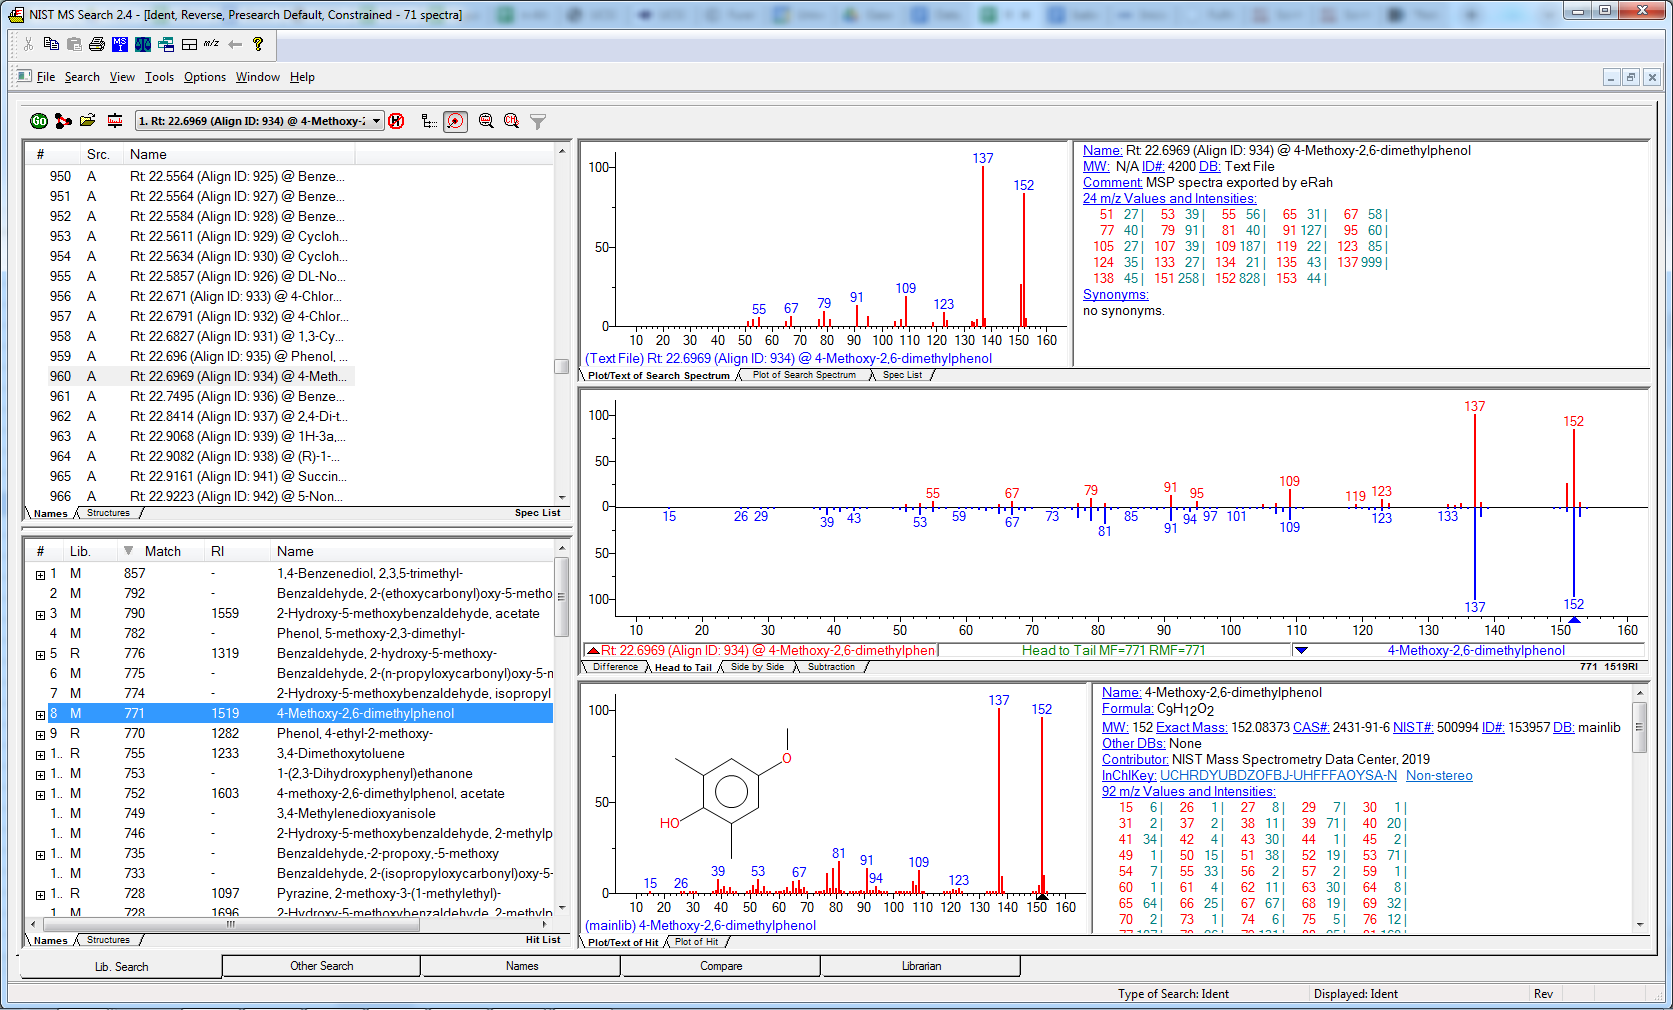 NIST MS Search 2.4 - [Ident, Reverse, Presearch Default, Constrained - 71 spectra]
File Search View Tools Options Window Help
1. Rt: 22.6969 (Align ID: 934) @ 4-Methoxy-2
# Src. Name
950 A Rt: 22.5564 (Align ID: 925) @ Benze...
951 A Rt: 22.5564 (Align ID: 927) @ Benze...
952 A Rt: 22.5584 (Align ID: 928) @ Benze...
953 A Rt: 22.5611 (Align ID: 929) @ Cycloh...
954 A Rt: 22.5634 (Align ID: 930) @ Cycloh...
955 A Rt: 22.5857 (Align ID: 926) @ DL-No...
956 A Rt: 22.671 (Align ID: 933) @ 4-Chlor...
957 A Rt: 22.6791 (Align ID: 932) @ 4-Chlor...
958 A Rt: 22.6827 (Align ID: 931) @ 1,3-Cy...
959 A Rt: 22.696 (Align ID: 935) @ Phenol, ...
960 A Rt: 22.6969 (Align ID: 934) @ 4-Meth...
961 A Rt: 22.7495 (Align ID: 936) @ Benze...
962 A Rt: 22.8414 (Align ID: 937) @ 2,4-Di-t...
963 A Rt: 22.9068 (Align ID: 939) @ 1H-3a,...
964 A Rt: 22.9082 (Align ID: 938) @ (R)-1-...
965 A Rt: 22.9161 (Align ID: 941) @ Succin...
966 A Rt: 22.9223 (Align ID: 942) @ 5-Non...
Names Structures Spec List
# Lib. Match RI Name
1 M 857 - 1,4-Benzenediol, 2,3,5-trimethyl-
2 M 792 - Benzaldehyde, 2-(ethoxycarbonyl)oxy-5-metho
3 M 790 1559 2-Hydroxy-5-methoxybenzaldehyde, acetate
4 M 782 - Phenol, 5-methoxy-2,3-dimethyl-
5 R 776 1319 Benzaldehyde, 2-hydroxy-5-methoxy-
6 M 775 - Benzaldehyde, 2-(n-propyloxycarbonyl)oxy-5-m
7 M 774 - 2-Hydroxy-5-methoxybenzaldehyde, isopropyl
8 M 771 1519 4-Methoxy-2,6-dimethylphenol
9 R 770 1282 Phenol, 4-ethyl-2-methoxy-
1.. R 755 1233 3,4-Dimethoxytoluene
1.. M 753 - 1-(2,3-Dihydroxyphenyl)ethanone
1.. M 752 1603 4-methoxy-2,6-dimethylphenol, acetate
1.. M 749 - 3,4-Methylenedioxyanisole
1.. M 746 - 2-Hydroxy-5-methoxybenzaldehyde, 2-methylp
1.. M 735 - Benzaldehyde,-2-propoxy,-5-methoxy
1.. M 733 - Benzaldehyde, 2-(isopropyloxycarbonyl)oxy-5-
1.. R 728 1097 Pyrazine, 2-methoxy-3-(1-methylethyl)-
1 M 728 1696 2-Hydroxy-5-methoxybenzaldehyde, 2-methylp
Names Structures Hit List
100 50 0
137 152 55 67 79 91 109 123
10 20 30 40 50 60 70 80 90 100 110 120 130 140 150 160
(Text File) Rt: 22.6969 (Align ID: 934) @ 4-Methoxy-2,6-dimethylphenol
Plot/Text of Search Spectrum Plot of Search Spectrum Spec List
Name: Rt: 22.6969 (Align ID: 934) @ 4-Methoxy-2,6-dimethylphenol
MW: N/A ID#: 4200 DB: Text File
Comment: MSP spectra exported by eRah
24 m/z Values and Intensities:
51 27| 53 39| 55 56| 65 31| 67 58|
77 40| 79 91| 81 40| 91 127| 95 60|
105 27| 107 39| 109 187| 119 22| 123 85|
124 35| 133 27| 134 21| 135 43| 137 999|
138 45| 151 258| 152 828| 153 44|
Synonyms:
no synonyms.
100 50 0 50 100
137 152
55 67 79 91 95 109 119 123
15 26 29 39 43 53 59 67 73 81 85 91 94 97 101 109 123 133
137 152
10 20 30 40 50 60 70 80 90 100 110 120 130 140 150 160
Rt: 22.6969 (Align ID: 934) @ 4-Methoxy-2,6-dimethylphen Head to Tail MF=771 RMF=771 4-Methoxy-2,6-dimethylphenol
Difference Head to Tail Side by Side Subtraction 771 1519RI
100 50 0
137 152 15 26 39 53 67 81 91 94 109 123
O
HO
10 20 30 40 50 60 70 80 90 100 110 120 130 140 150 160
(mainlib) 4-Methoxy-2,6-dimethylphenol
Plot/Text of Hit Plot of Hit
Name: 4-Methoxy-2,6-dimethylphenol
Formula: C9H12O2
MW: 152 Exact Mass: 152.08373 CAS#: 2431-91-6 NIST#: 500994 ID#: 153957 DB: mainlib
Other DBs: None
Contributor: NIST Mass Spectrometry Data Center, 2019
InChIKey: UCHRDYUBDZOFBJ-UHFFFAOYSA-N Non-stereo
92 m/z Values and Intensities:
15 6| 26 1| 27 8| 29 7| 30 1|
31 2| 37 2| 38 11| 39 71| 40 20|
41 34| 42 4| 43 30| 44 1| 45 2|
49 1| 50 15| 51 38| 52 19| 53 71|
54 7| 55 33| 56 2| 57 2| 59 1|
60 1| 61 4| 62 11| 63 30| 64 8|
65 64| 66 25| 67 67| 68 19| 69 32|
70 2| 73 1| 74 6| 75 5| 76 12|
Lib. Search Other Search Names Compare Librarian
Type of Search: Ident Displayed: Ident Rev